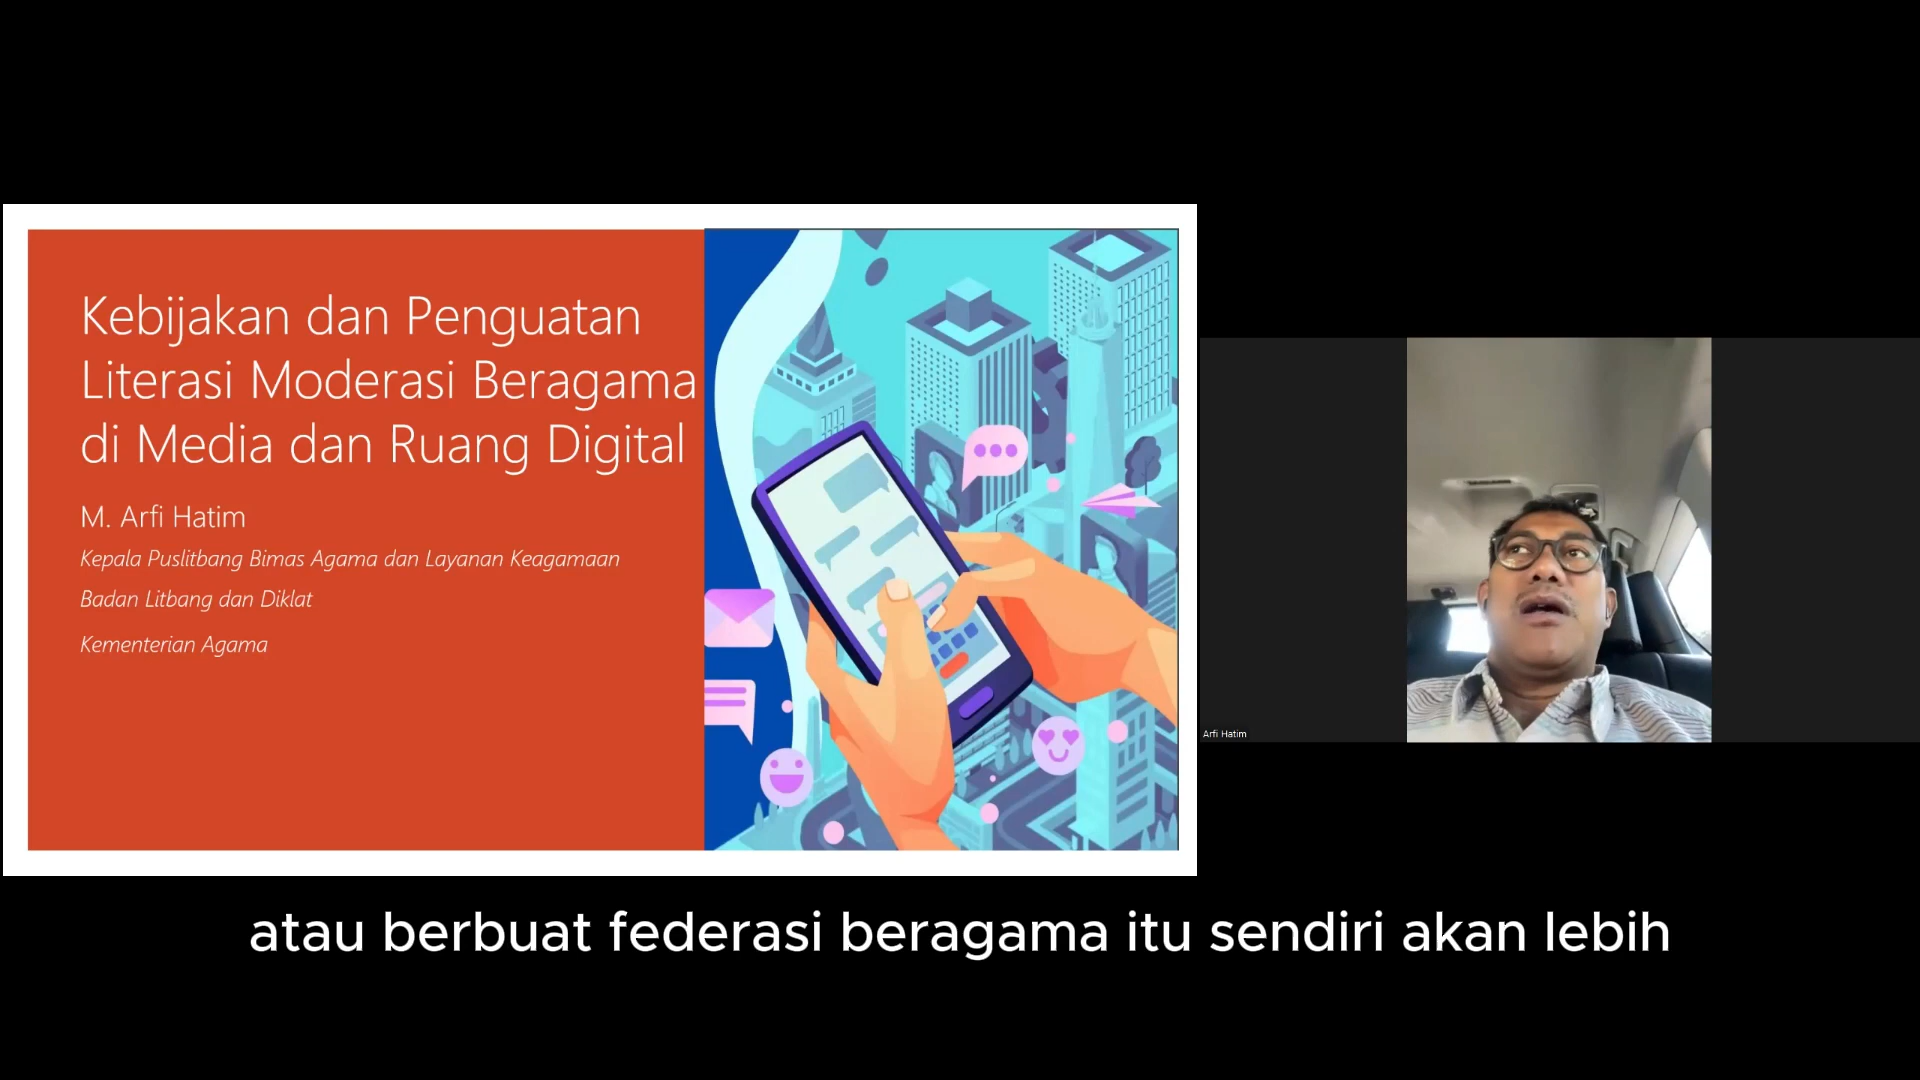 Kebijakan dan Penguatan
Literasi Moderasi Beragama
di Media dan Ruang Digital
M. Arfi Hatim
Kepala Puslitbang Bimas Agama dan Layanan Keagamaan
Badan Litbang dan Diklat
Kementerian Agama
Arfi Hatim
atau berbuat federasi beragama itu sendiri akan lebih